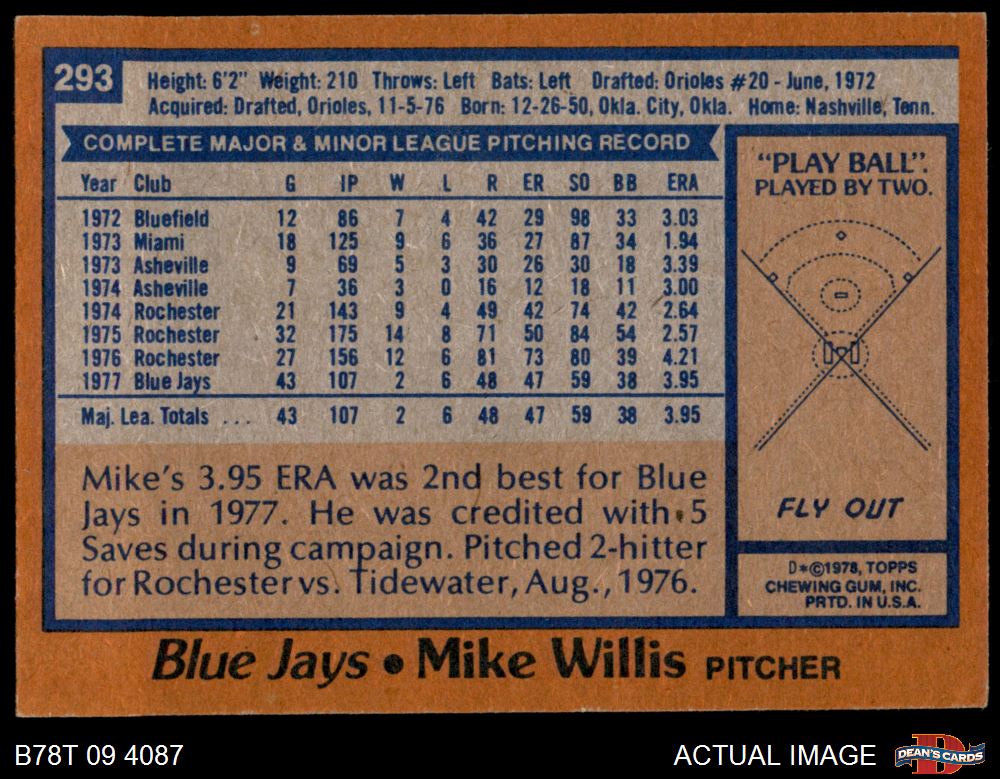 293
Height: 6'2" Weight: 210 Throws: Left Bats: Left Drafted: Orioles #20 - June, 1972
Acquired: Drafted, Orioles, 11-5-76 Born: 12-26-50, Okla. City, Okla. Home: Nashville, Tenn.
COMPLETE MAJOR & MINOR LEAGUE PITCHING RECORD
Year Club G IP W L R ER SO BB ERA
1972 Bluefield 12 86 7 4 42 29 98 33 3.03
1973 Miami 18 125 9 6 36 27 87 34 1.94
1973 Asheville 9 69 5 3 30 26 30 18 3.39
1974 Asheville 7 36 3 0 16 12 18 11 3.00
1974 Rochester 21 143 9 4 49 42 74 42 2.64
1975 Rochester 32 175 14 8 71 50 84 54 2.57
1976 Rochester 27 156 12 6 81 73 80 39 4.21
1977 Blue Jays 43 107 2 6 48 47 59 38 3.95
Maj. Lea. Totals ... 43 107 2 6 48 47 59 38 3.95
Mike's 3.95 ERA was 2nd best for Blue
Jays in 1977. He was credited with 5
Saves during campaign. Pitched 2-hitter
for Rochester vs. Tidewater, Aug., 1976.
"PLAY BALL".
PLAYED BY TWO.
FLY OUT
D*©1978, TOPPS
CHEWING GUM, INC.
PRTD. IN U.S.A.
Blue Jays • Mike Willis PITCHER
B78T 09 4087
ACTUAL IMAGE
D
DEAN'S CARDS